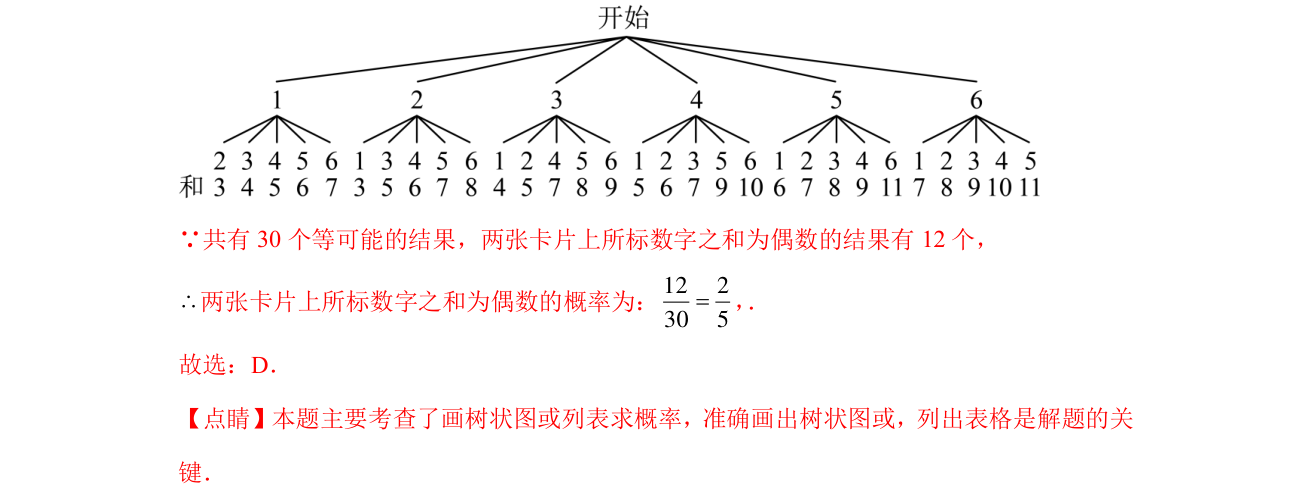 开始
1 2 3 4 5 6
2 3 4 5 6 1 3 4 5 6 1 2 4 5 6 1 2 3 5 6 1 2 3 4 6 1 2 3 4 5
和 3 4 5 6 7 3 5 6 7 8 4 5 7 8 9 5 6 7 9 10 6 7 8 9 11 7 8 9 10 11
∵共有 30 个等可能的结果，两张卡片上所标数字之和为偶数的结果有 12 个，
∴两张卡片上所标数字之和为偶数的概率为：12/30 = 2/5，.
故选：D．
【点睛】本题主要考查了画树状图或列表求概率，准确画出树状图或，列出表格是解题的关
键．